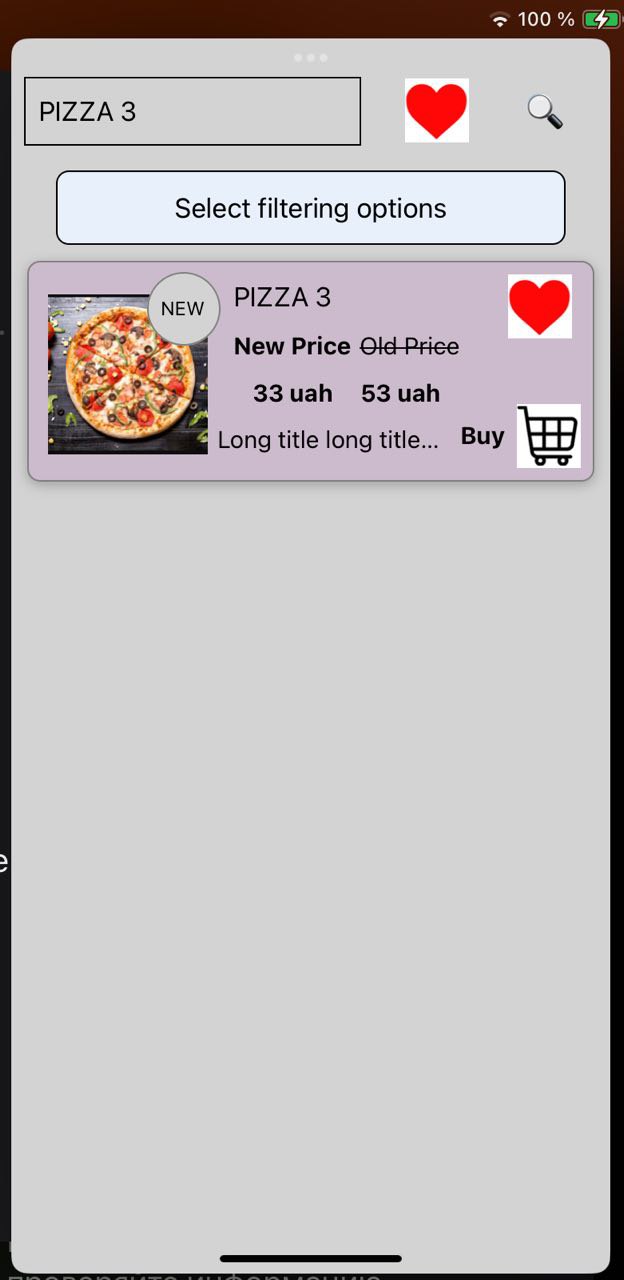 100 %
PIZZA 3
Select filtering options
NEW
PIZZA 3
New Price Old Price
33 uah 53 uah
Long title long title...
Buy
е